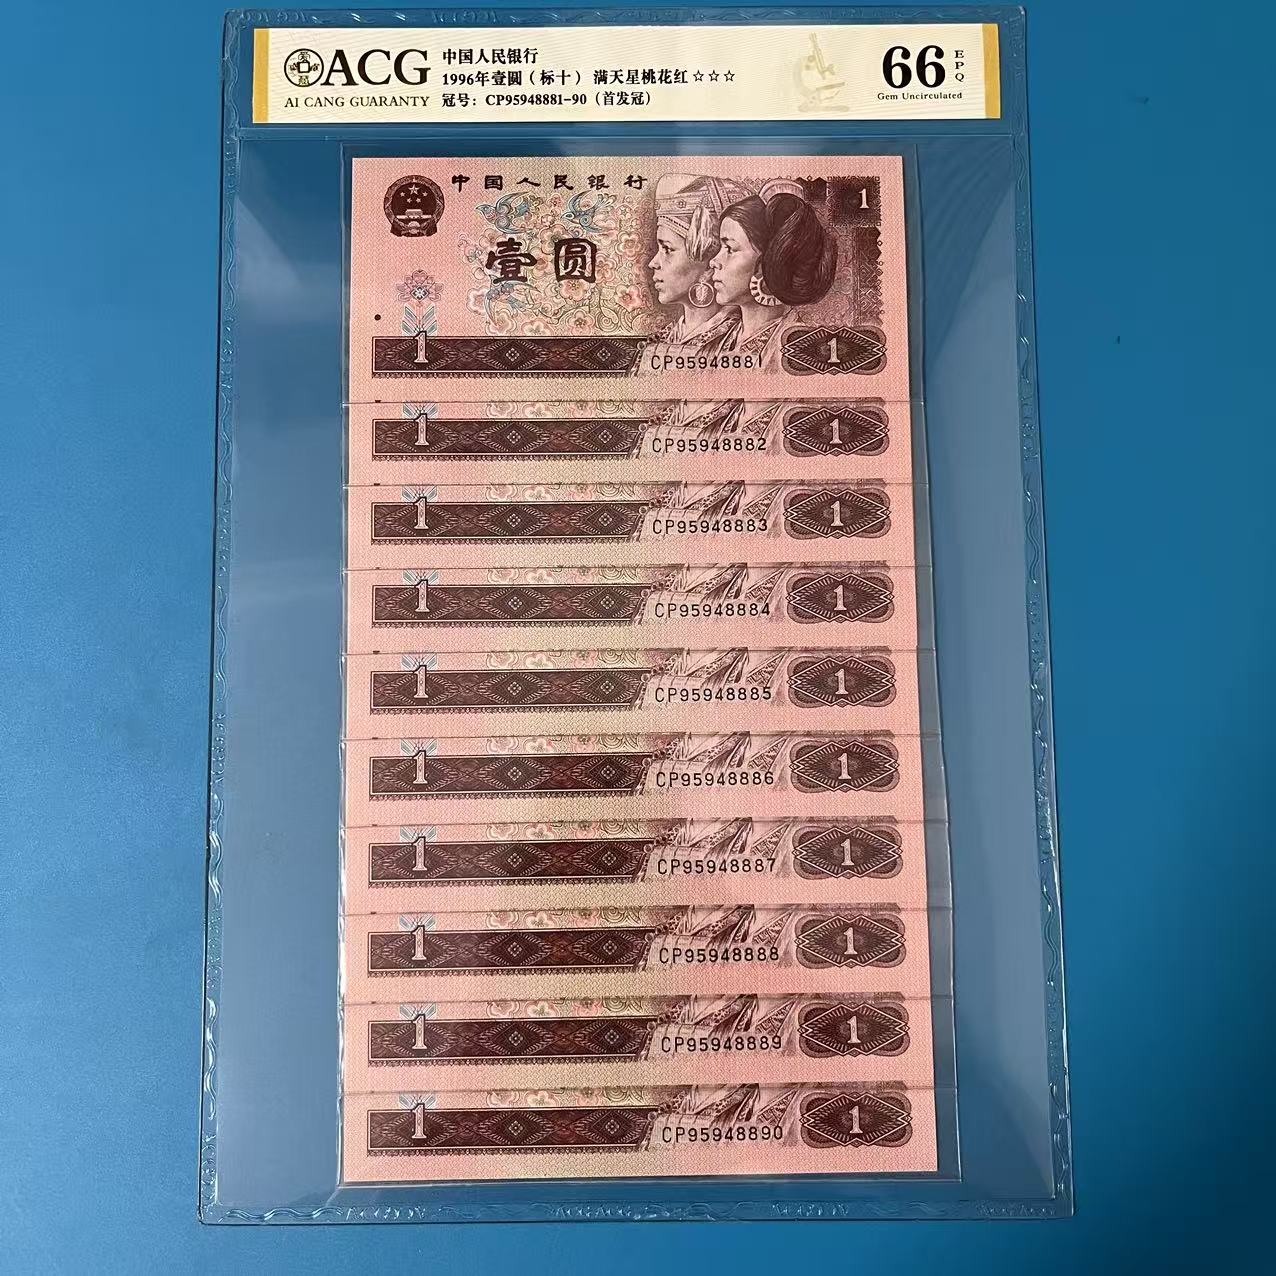 ACG
AI CANG GUARANTY
中国人民银行
1996年壹圆（标十） 满天星桃花红☆☆☆
冠号：CP95948881-90（首发冠）
66 EPQ
Gem Uncirculated
中国人民银行
1
壹圆
1 CP95948881 1
1 CP95948882 1
1 CP95948883 1
1 CP95948884 1
1 CP95948885 1
1 CP95948886 1
1 CP95948887 1
1 CP95948888 1
1 CP95948889 1
1 CP95948890 1